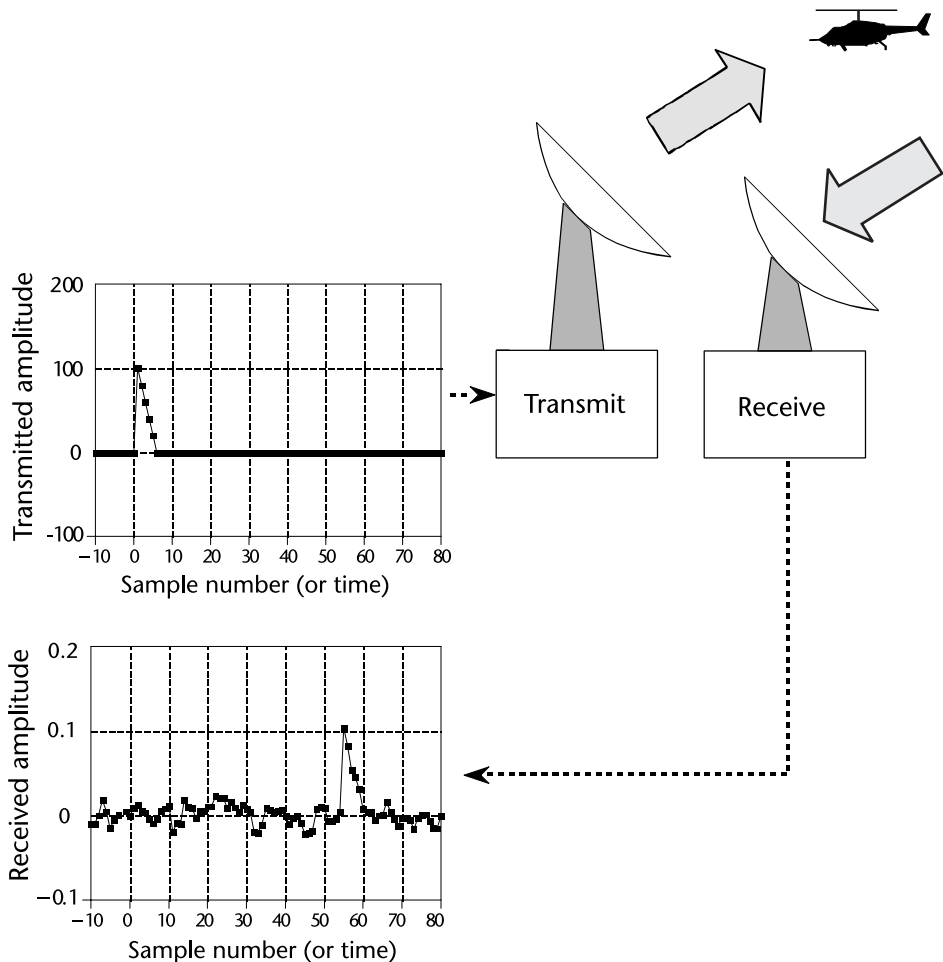 Transmitted amplitude
200
100
0
-100
−10 0 10 20 30 40 50 60 70 80
Sample number (or time)
Transmit
Receive
Received amplitude
0.2
0.1
0
−0.1
−10 0 10 20 30 40 50 60 70 80
Sample number (or time)